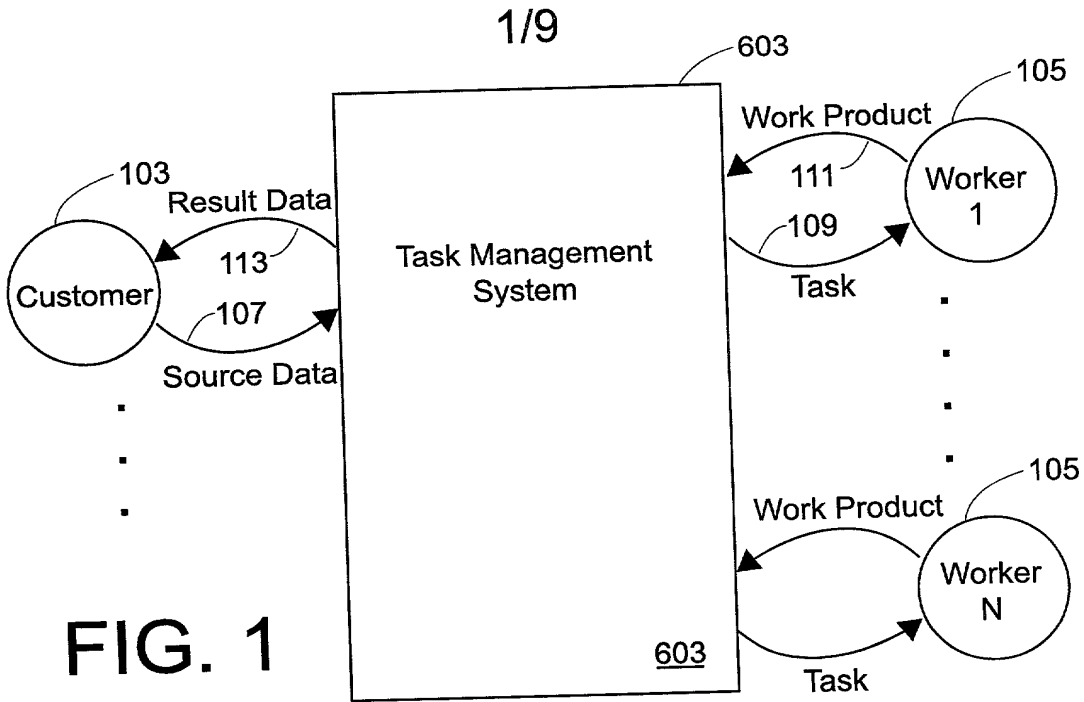 1/9
603
105
Work Product
103
111
Worker
1
Result Data
109
113
Task Management
System
Task
Customer
107
Source Data
105
Work Product
Worker
N
FIG. 1
603
Task